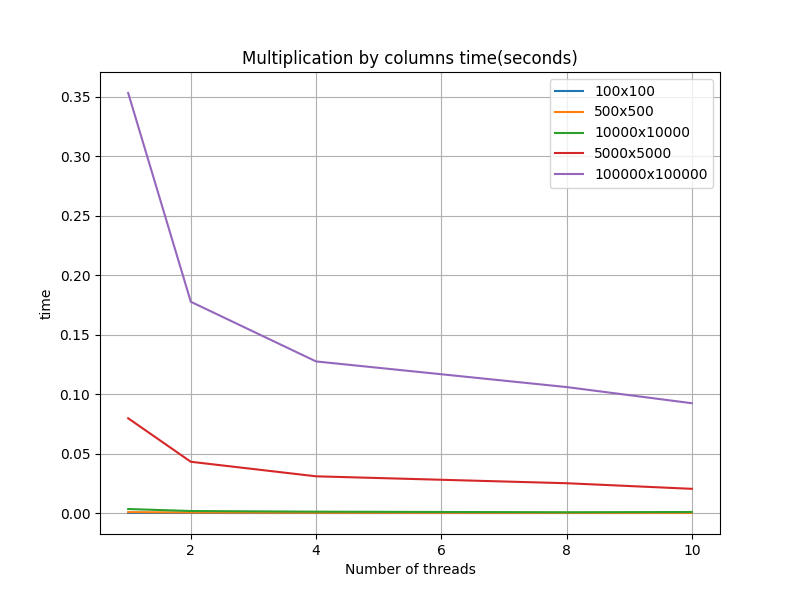 Multiplication by columns time(seconds)
0.35
0.30
0.25
0.20
0.15
0.10
0.05
0.00
time
100x100
500x500
10000x10000
5000x5000
100000x100000
2
4
6
8
10
Number of threads